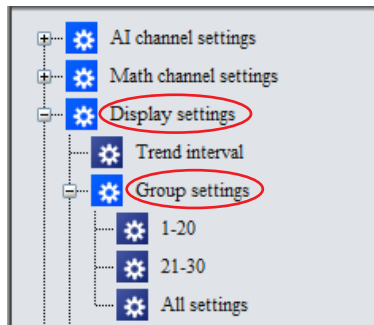 AI channel settings
Math channel settings
Display settings
Trend interval
Group settings
1-20
21-30
All settings